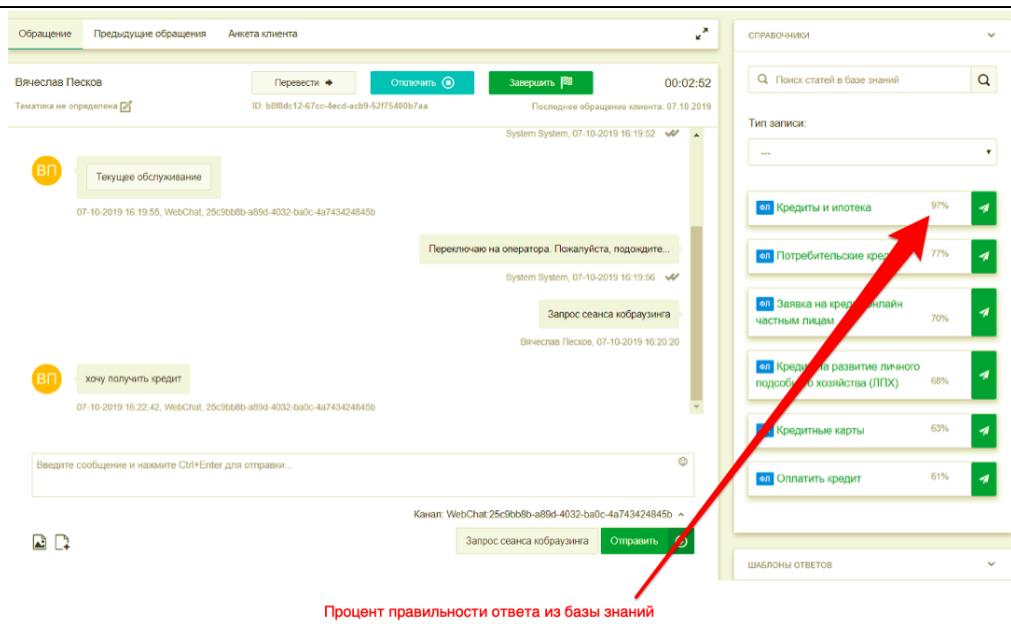 Обращение Предыдущие обращения Анкета клиента
Вячеслав Песков
Перевести Отключить Завершить 00:02:52
Тематика не определена
ID: b8f8dc12-67cc-4ecd-acb9-52f75400b7aa
Последнее обращение клиента: 07.10.2019
System System, 07-10-2019 16:19:52
ВП
Текущее обслуживание
07-10-2019 16:19:55, WebChat, 25c9bb8b-a89d-4032-ba0c-4a743424845b
Переключаю на оператора. Пожалуйста, подождите...
System System, 07-10-2019 16:19:56
Запрос сеанса кобраузинга
Вячеслав Песков, 07-10-2019 16:20:20
ВП
хочу получить кредит
07-10-2019 16:22:42, WebChat, 25c9bb8b-a89d-4032-ba0c-4a743424845b
Введите сообщение и нажмите Ctrl+Enter для отправки...
Канал: WebChat:25c9bb8b-a89d-4032-ba0c-4a743424845b
Запрос сеанса кобраузинга Отправить
СПРАВОЧНИКИ
Поиск статей в базе знаний
Тип записи:
---
ФЛ Кредиты и ипотека 97%
ФЛ Потребительские 77%
ФЛ Заявка на кредит онлайн
частным лицам 70%
ФЛ на развитие личного
подсобного хозяйства (ЛПХ) 68%
Кредитные карты 63%
ФЛ Оплатить кредит 61%
ШАБЛОНЫ ОТВЕТОВ
Процент правильности ответа из базы знаний